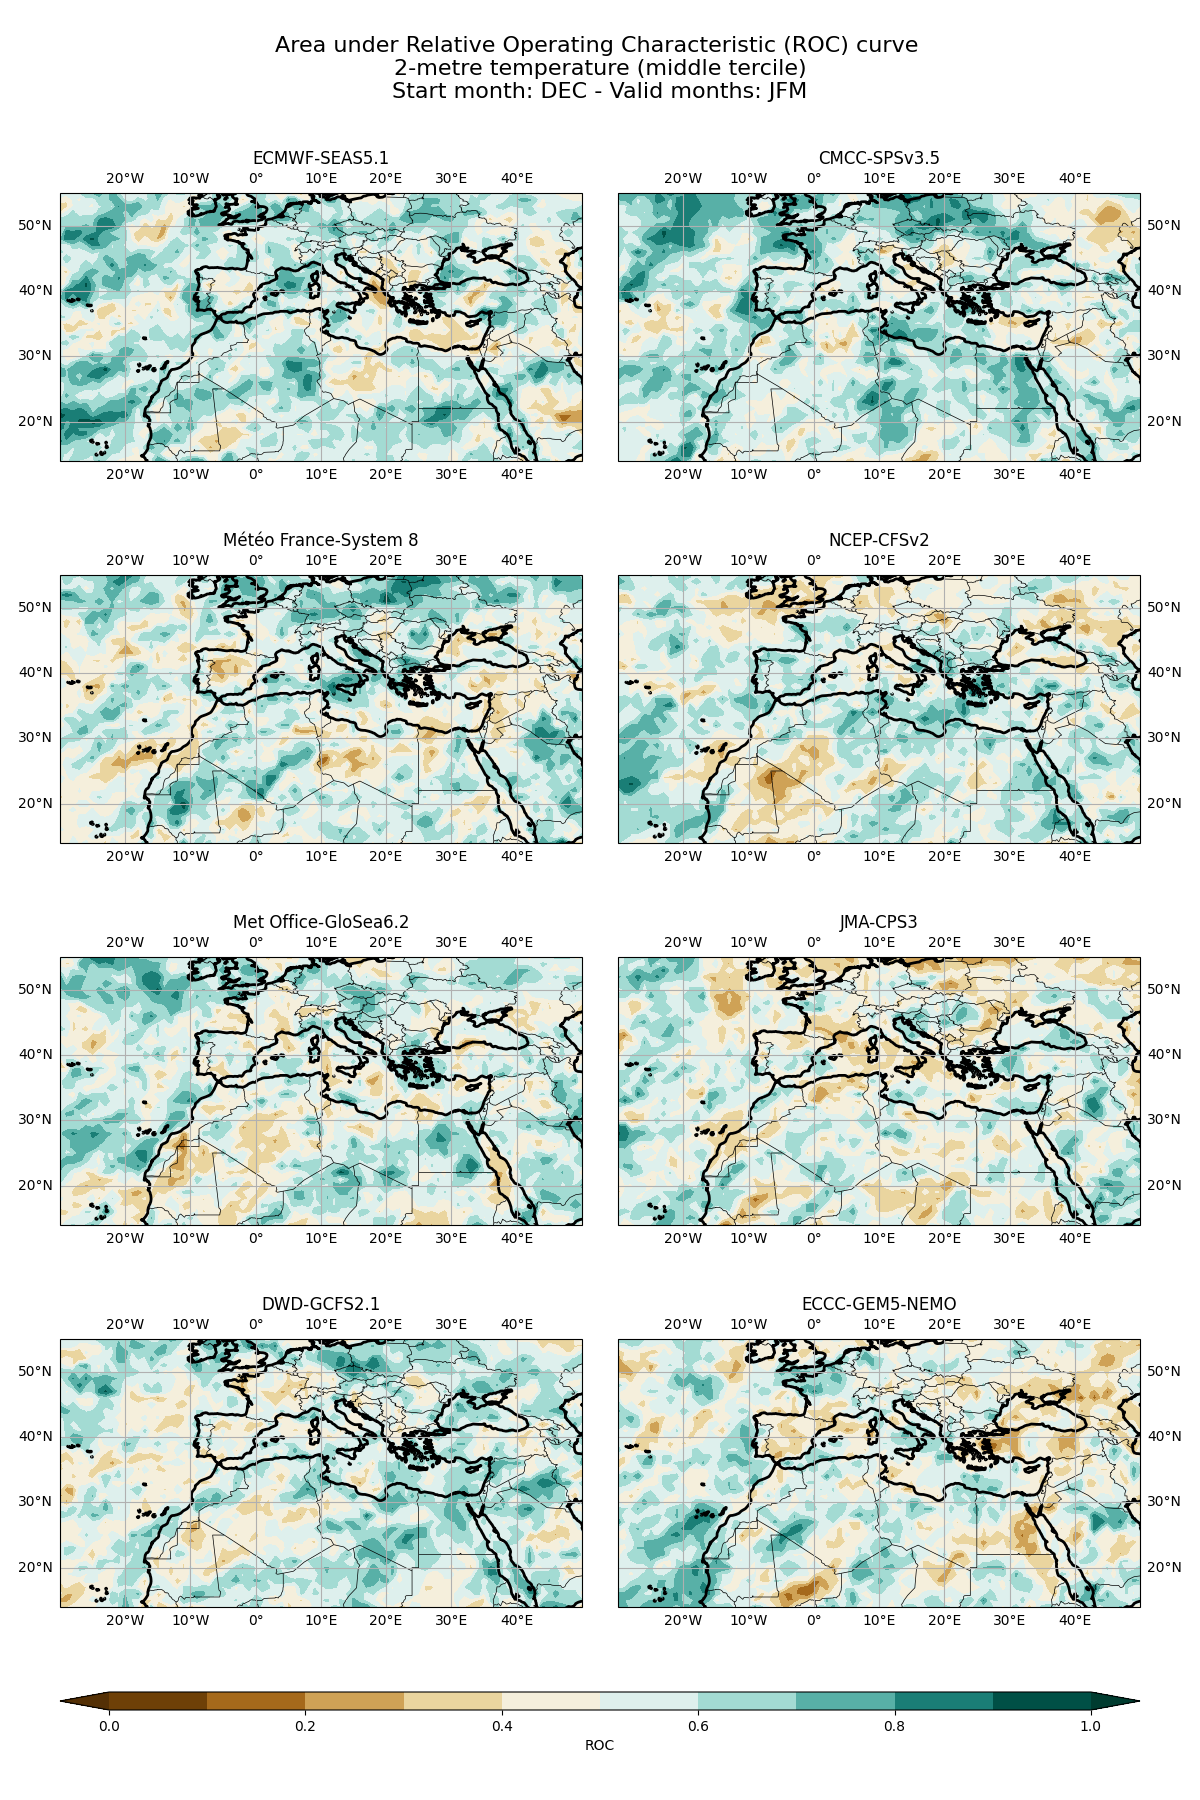 Area under Relative Operating Characteristic (ROC) curve
2-metre temperature (middle tercile)
Start month: DEC - Valid months: JFM
ECMWF-SEAS5.1
20°W 10°W 0° 10°E 20°E 30°E 40°E
50°N
40°N
30°N
20°N
20°W 10°W 0° 10°E 20°E 30°E 40°E
CMCC-SPSv3.5
20°W 10°W 0° 10°E 20°E 30°E 40°E
50°N
40°N
30°N
20°N
20°W 10°W 0° 10°E 20°E 30°E 40°E
Météo France-System 8
20°W 10°W 0° 10°E 20°E 30°E 40°E
50°N
40°N
30°N
20°N
20°W 10°W 0° 10°E 20°E 30°E 40°E
NCEP-CFSv2
20°W 10°W 0° 10°E 20°E 30°E 40°E
50°N
40°N
30°N
20°N
20°W 10°W 0° 10°E 20°E 30°E 40°E
Met Office-GloSea6.2
20°W 10°W 0° 10°E 20°E 30°E 40°E
50°N
40°N
30°N
20°N
20°W 10°W 0° 10°E 20°E 30°E 40°E
JMA-CPS3
20°W 10°W 0° 10°E 20°E 30°E 40°E
50°N
40°N
30°N
20°N
20°W 10°W 0° 10°E 20°E 30°E 40°E
DWD-GCFS2.1
20°W 10°W 0° 10°E 20°E 30°E 40°E
50°N
40°N
30°N
20°N
20°W 10°W 0° 10°E 20°E 30°E 40°E
ECCC-GEM5-NEMO
20°W 10°W 0° 10°E 20°E 30°E 40°E
50°N
40°N
30°N
20°N
20°W 10°W 0° 10°E 20°E 30°E 40°E
0.0 0.2 0.4 0.6 0.8 1.0
ROC